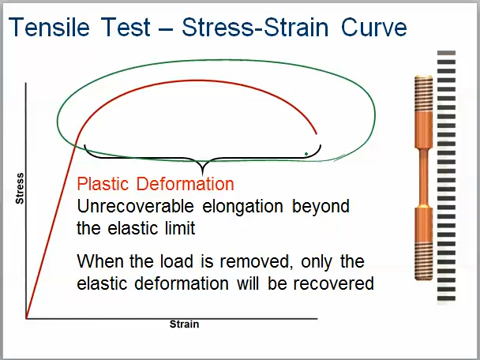 Tensile Test – Stress-Strain Curve
Stress
Plastic Deformation
Unrecoverable elongation beyond
the elastic limit
When the load is removed, only the
elastic deformation will be recovered
Strain